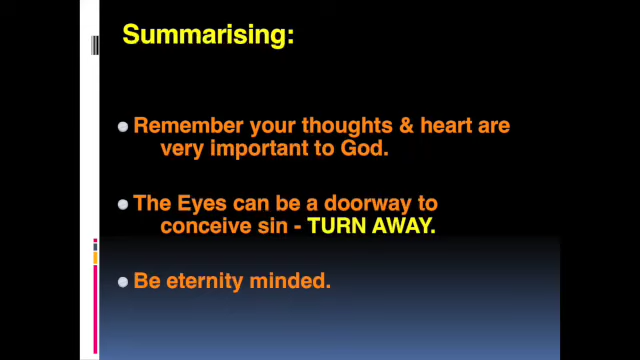 Summarising:
Remember your thoughts & heart are
very important to God.
The Eyes can be a doorway to
conceive sin - TURN AWAY.
Be eternity minded.